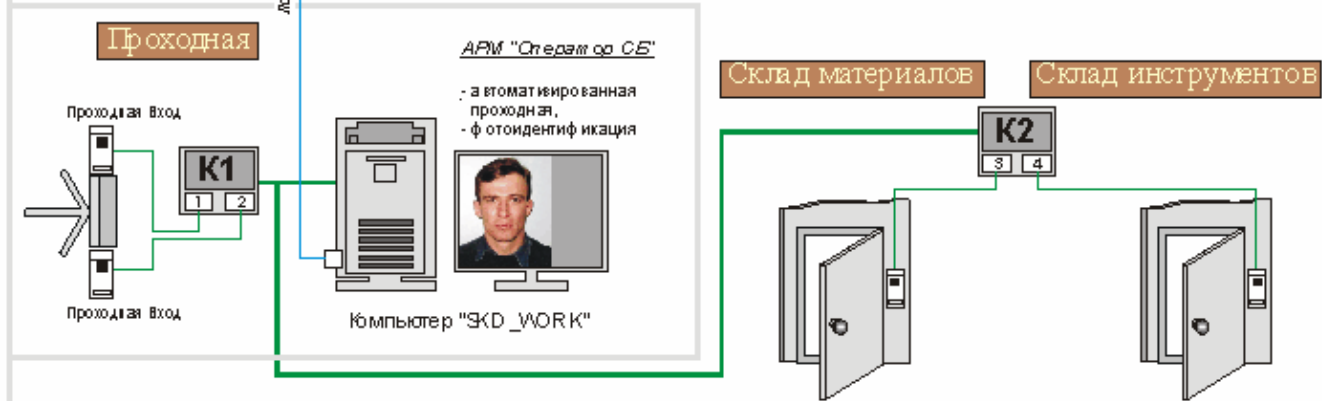 Проходная
АРМ "Оператор СБ"
- автоматизированная
проходная,
- фотоидентификация
Проходная Вход
К1
1 2
Проходная Вход
Компьютер "SKD_WORK"
Склад материалов
Склад инструментов
К2
3 4